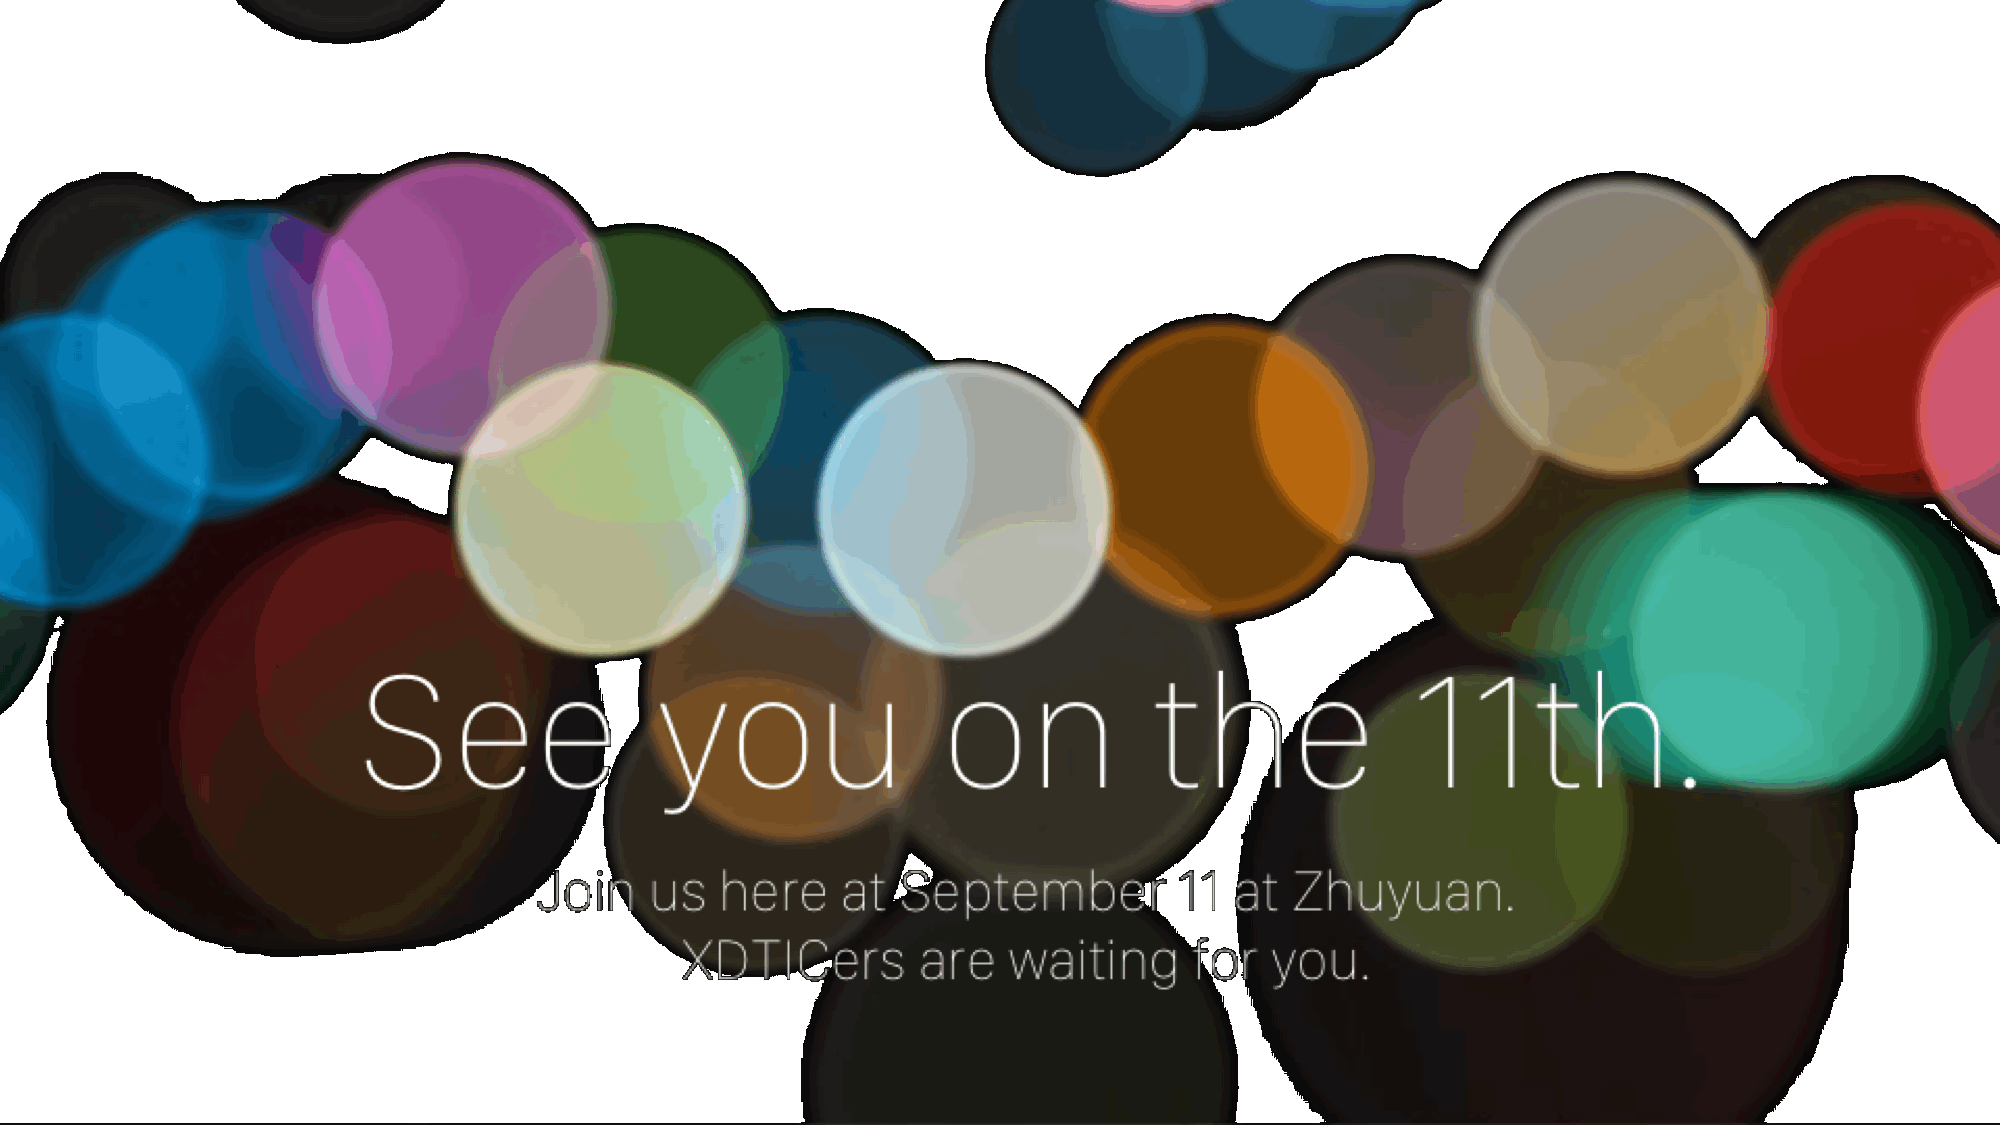 See you on the 11th.
Join us here at September 11 at Zhuyuan.
XDTICers are waiting for you.